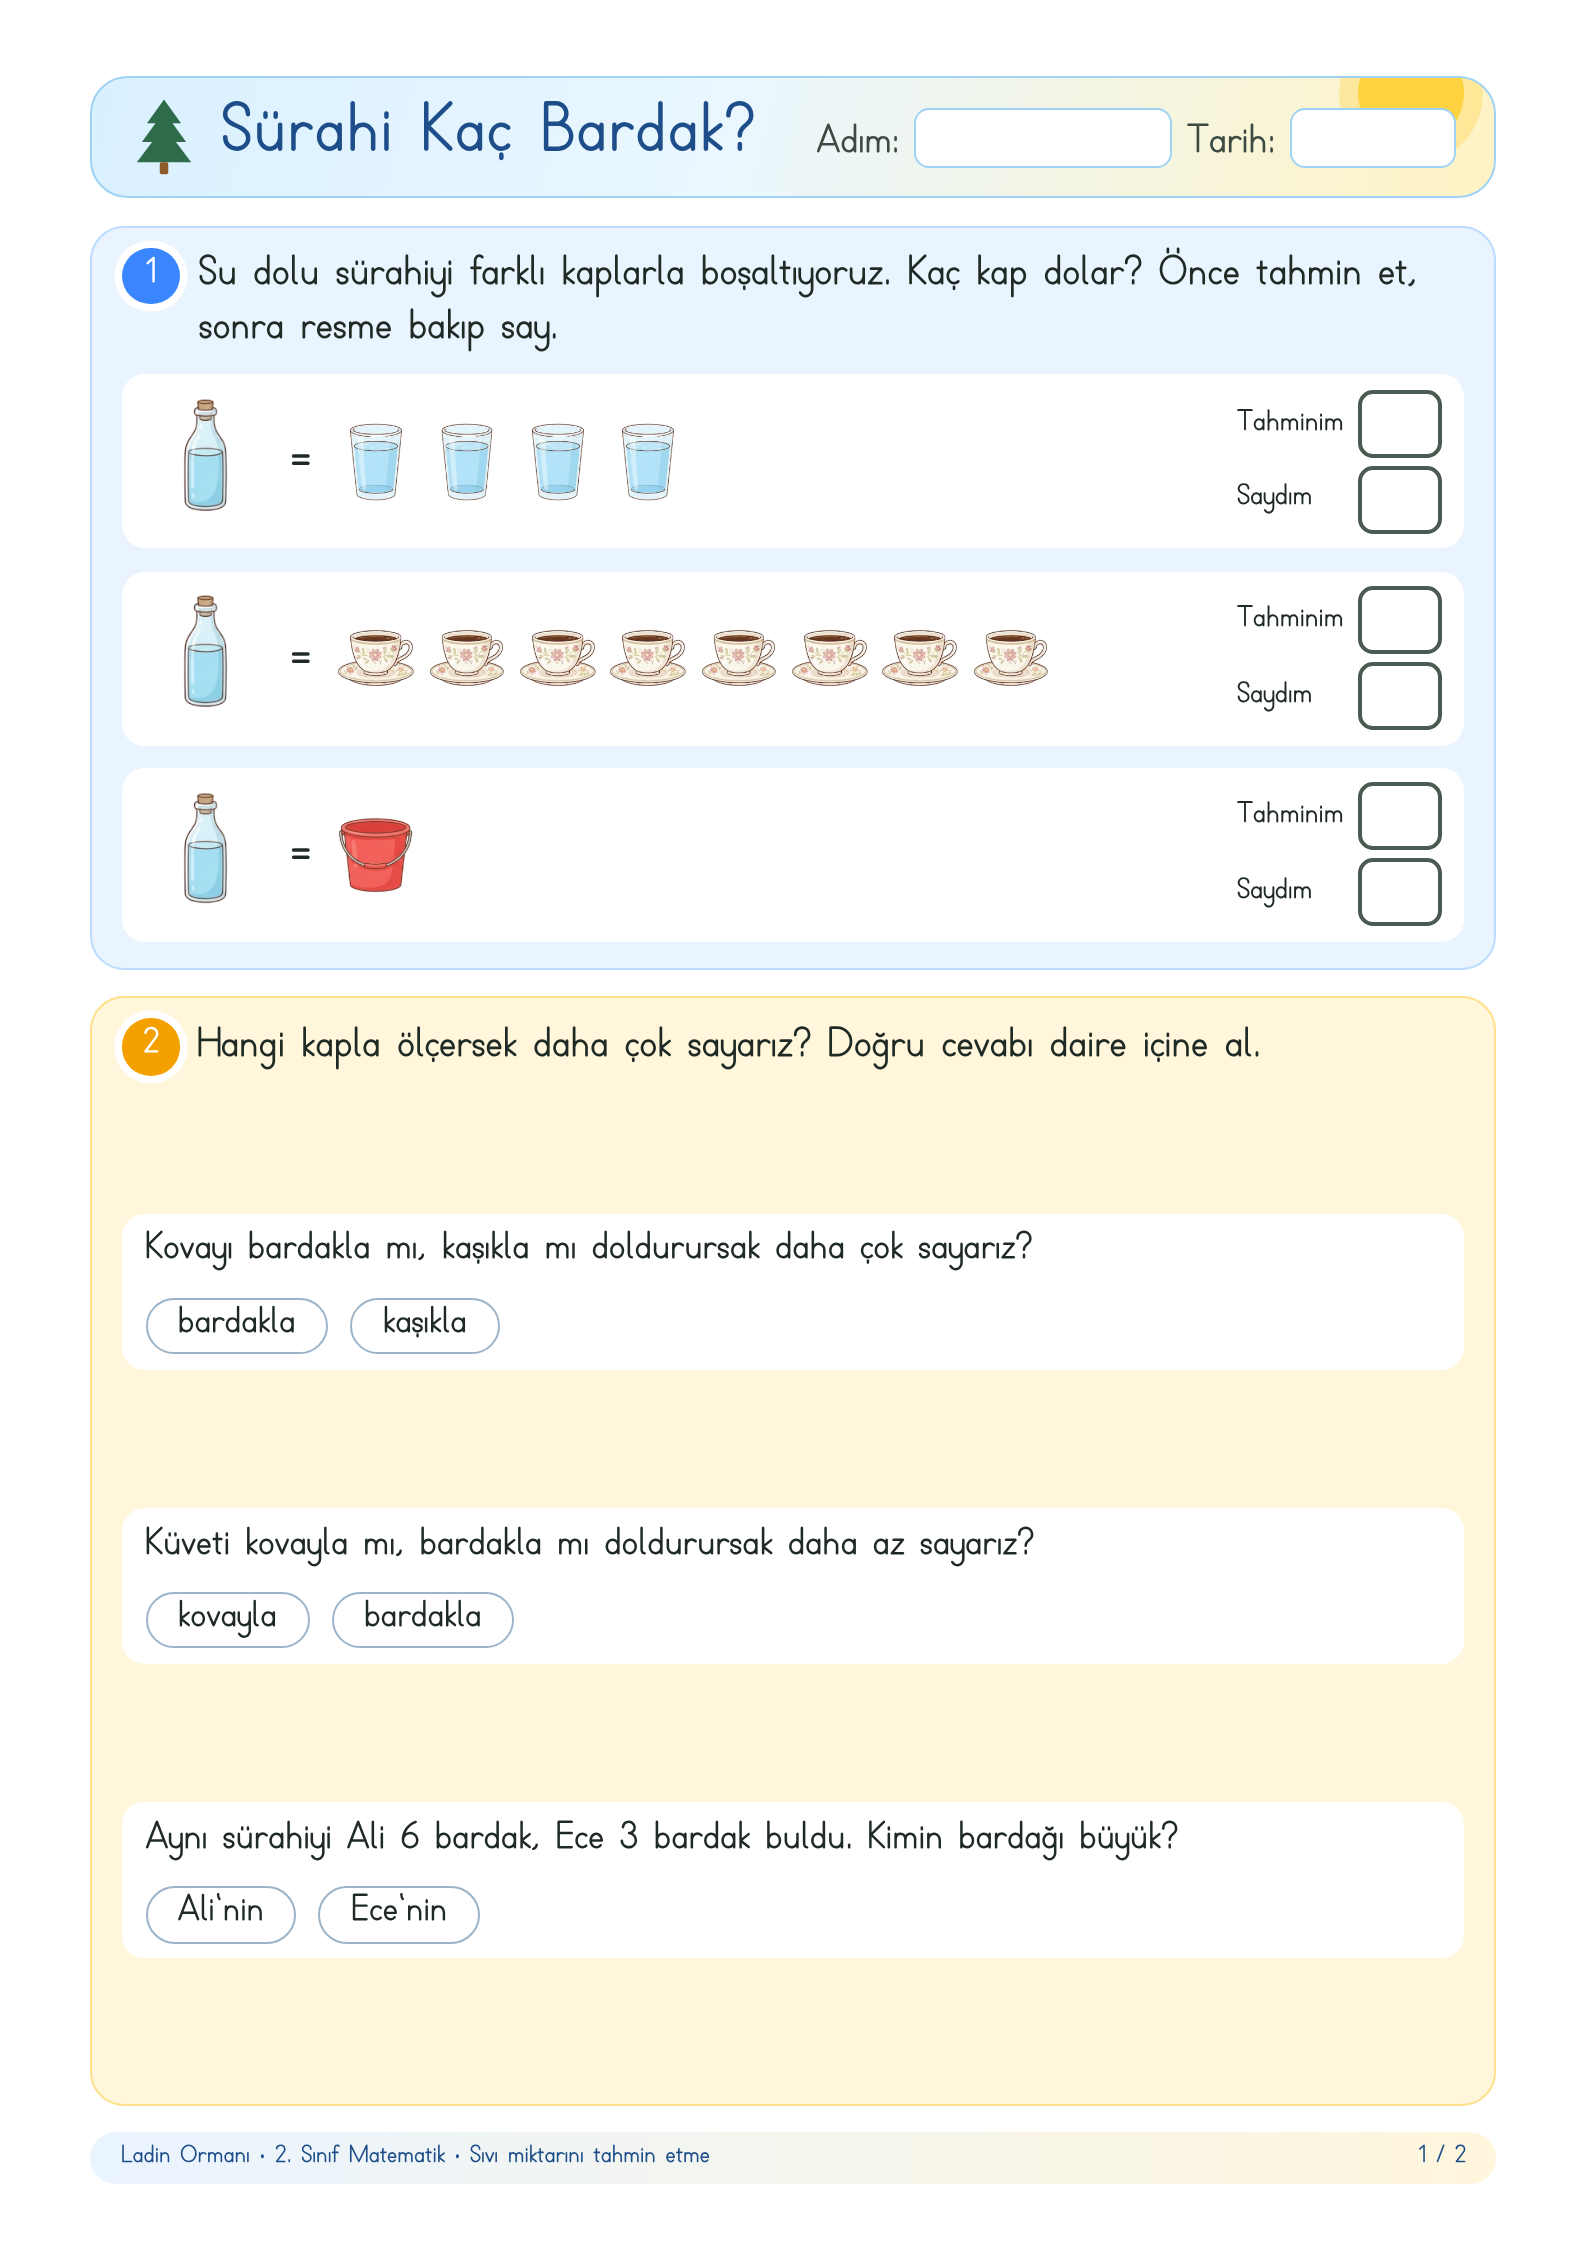 Sürahi Kaç Bardak?
Adım:
Tarih:
1
Su dolu sürahiyi farklı kaplarla boşaltıyoruz. Kaç kap dolar? Önce tahmin et,
sonra resme bakıp say.
=
Tahminim
Saydım
=
Tahminim
Saydım
=
Tahminim
Saydım
2
Hangi kapla ölçersek daha çok sayarız? Doğru cevabı daire içine al.
Kovayı bardakla mı, kaşıkla mı doldurursak daha çok sayarız?
bardakla kaşıkla
Küveti kovayla mı, bardakla mı doldurursak daha az sayarız?
kovayla bardakla
Aynı sürahiyi Ali 6 bardak, Ece 3 bardak buldu. Kimin bardağı büyük?
Ali‛nin Ece‛nin
Ladin Ormanı • 2. Sınıf Matematik • Sıvı miktarını tahmin etme
1 / 2